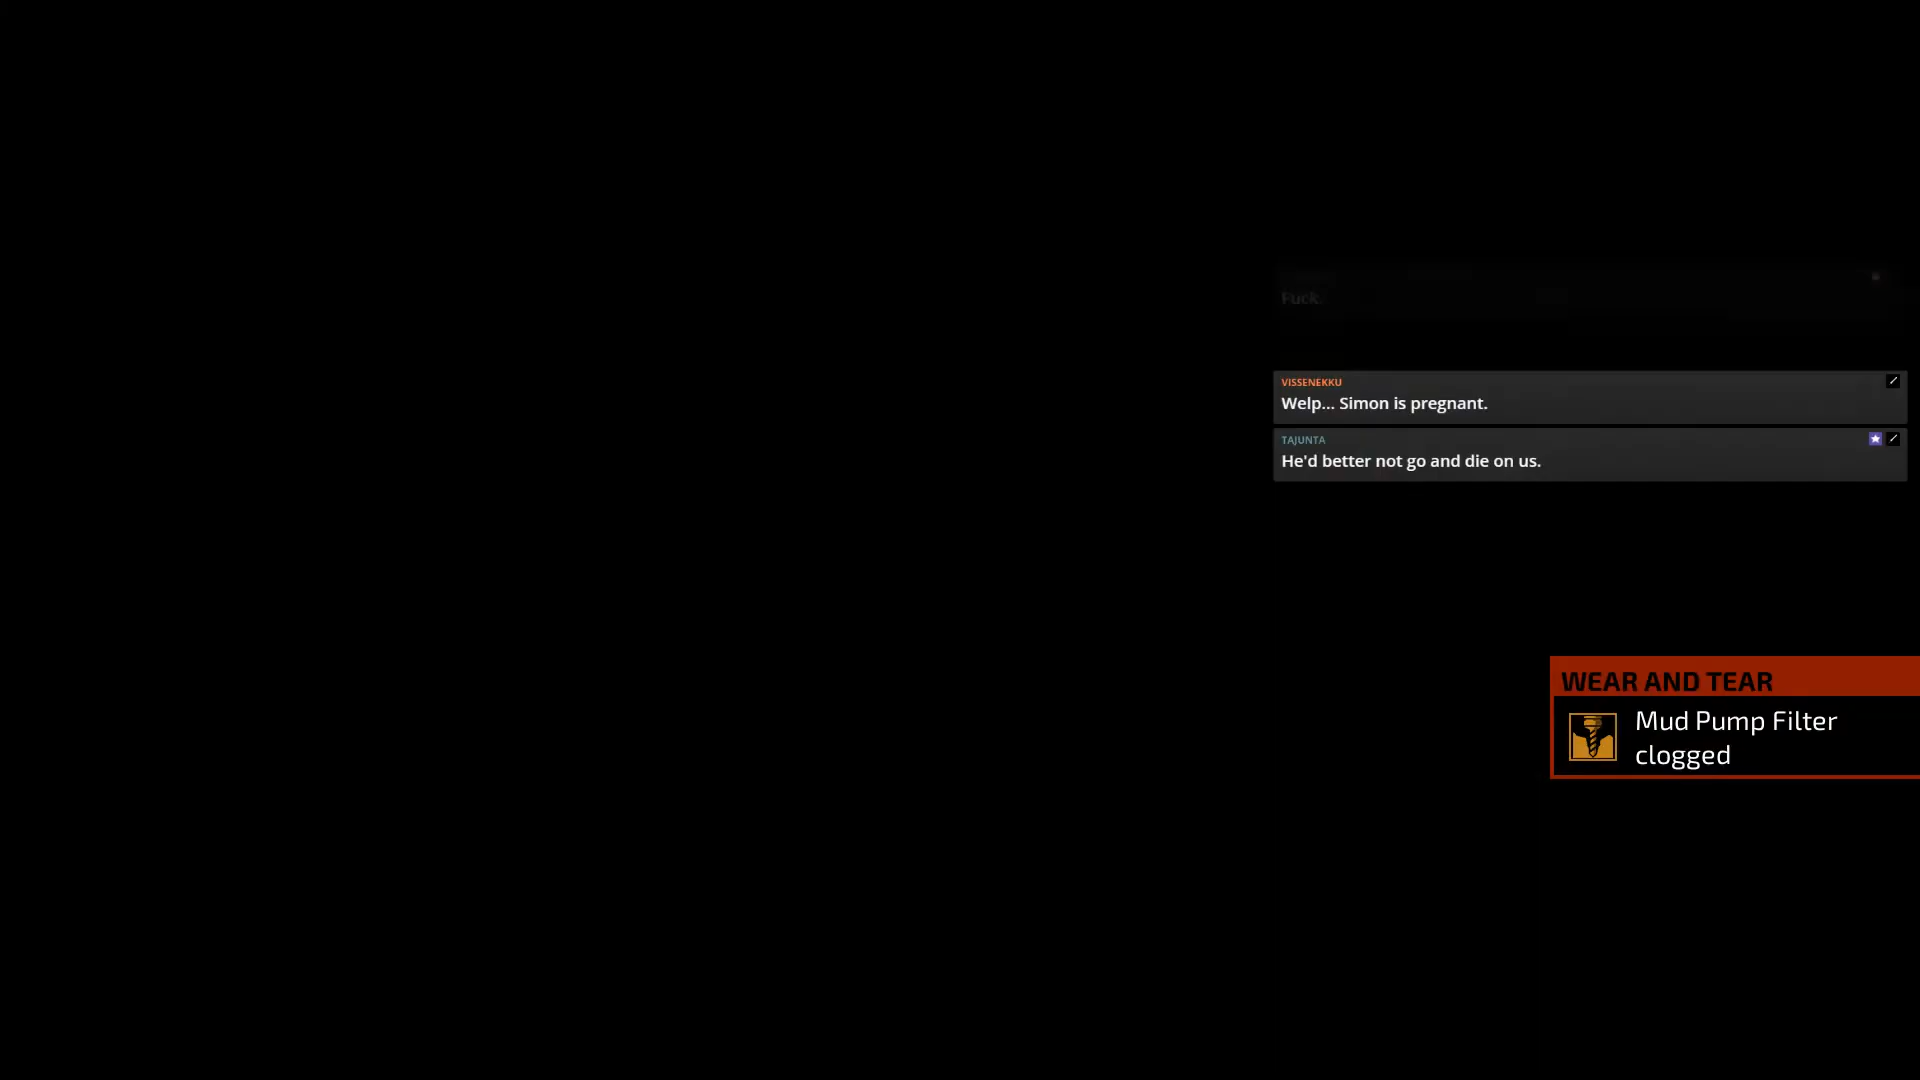 Fuck.
VISSENEKKU
Welp... Simon is pregnant.
TAJUNTA
He'd better not go and die on us.
WEAR AND TEAR
Mud Pump Filter
clogged